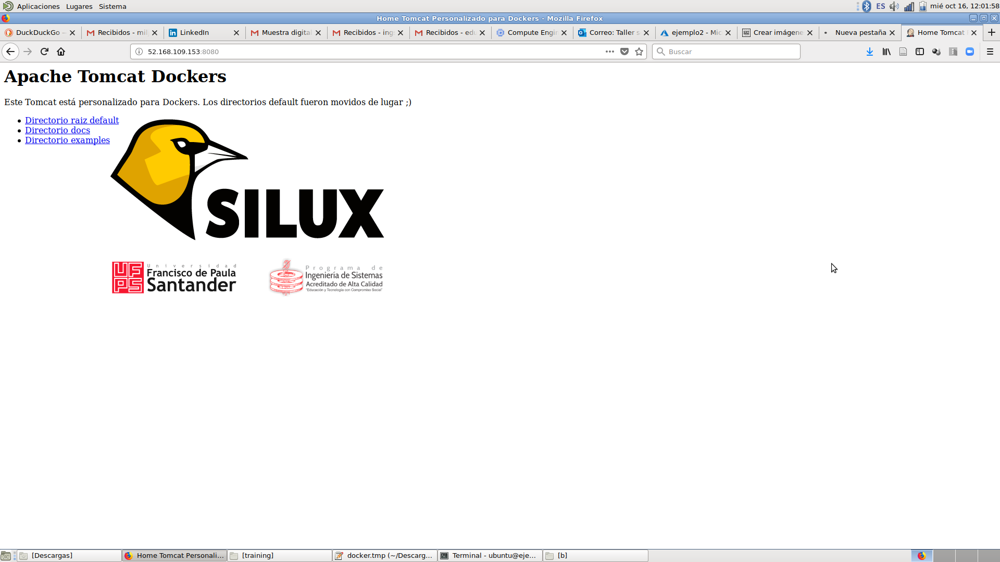 Aplicaciones Lugares Sistema
ES mié oct 16, 12:01:58
Home Tomcat Personalizado para Dockers - Mozilla Firefox
DuckDuckGo — Recibidos - mil LinkedIn Muestra digital Recibidos - ing Recibidos - edu Compute Engi Correo: Taller s ejemplo2 - Mic Crear imágene Nueva pestaña Home Tomcat
52.168.109.153:8080
Buscar
Apache Tomcat Dockers
Este Tomcat está personalizado para Dockers. Los directorios default fueron movidos de lugar ;)
Directorio raiz default
Directorio docs
Directorio examples
SILUX
UFPS
Universidad
Francisco de Paula
Santander
Programa de
Ingeniería de Sistemas
Acreditado de Alta Calidad
"Educación y Tecnología con Compromiso Social"
[Descargas] Home Tomcat Personali... [training] docker.tmp (~/Descarg... Terminal - ubuntu@eje... [b]